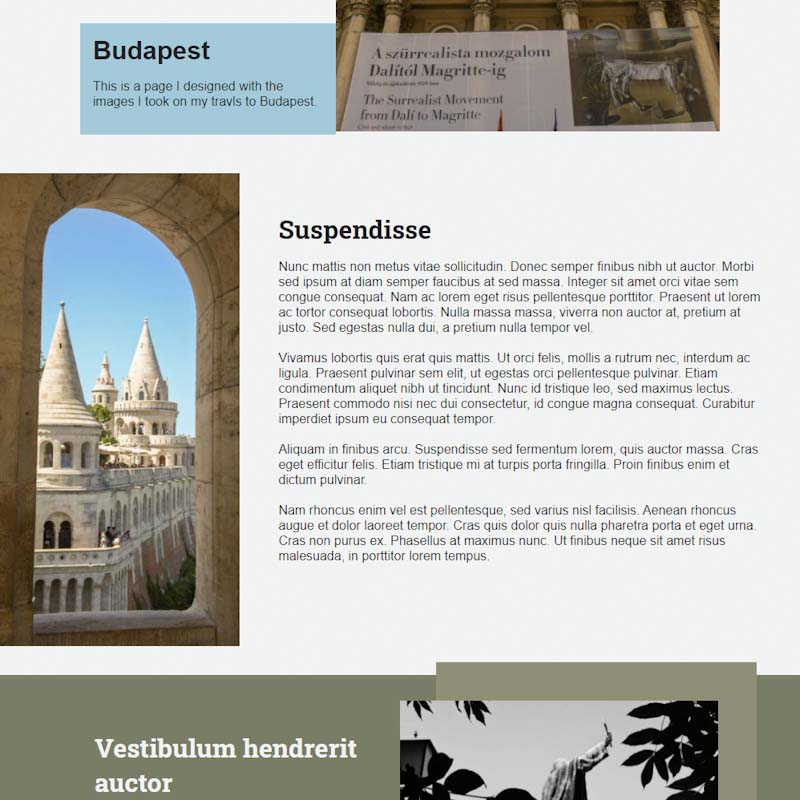 Budapest
This is a page I designed with the
images I took on my travls to Budapest.
A szürrealista mozgalom
Dalítól Magritte-ig
The Surrealist Movement
from Dalí to Magritte
Suspendisse
Nunc mattis non metus vitae sollicitudin. Donec semper finibus nibh ut auctor. Morbi
sed ipsum at diam semper faucibus at sed massa. Integer sit amet orci vitae sem
congue consequat. Nam ac lorem eget risus pellentesque porttitor. Praesent ut lorem
ac tortor consequat lobortis. Nulla massa massa, viverra non auctor at, pretium at
justo. Sed egestas nulla dui, a pretium nulla tempor vel.
Vivamus lobortis quis erat quis mattis. Ut orci felis, mollis a rutrum nec, interdum ac
ligula. Praesent pulvinar sem elit, ut egestas orci pellentesque pulvinar. Etiam
condimentum aliquet nibh ut tincidunt. Nunc id tristique leo, sed maximus lectus.
Praesent commodo nisi nec dui consectetur, id congue magna consequat. Curabitur
imperdiet ipsum eu consequat tempor.
Aliquam in finibus arcu. Suspendisse sed fermentum lorem, quis auctor massa. Cras
eget efficitur felis. Etiam tristique mi at turpis porta fringilla. Proin finibus enim et
dictum pulvinar.
Nam rhoncus enim vel est pellentesque, sed varius nisl facilisis. Aenean rhoncus
augue et dolor laoreet tempor. Cras quis dolor quis nulla pharetra porta et eget urna.
Cras non purus ex. Phasellus at maximus nunc. Ut finibus neque sit amet risus
malesuada, in porttitor lorem tempus.
Vestibulum hendrerit
auctor